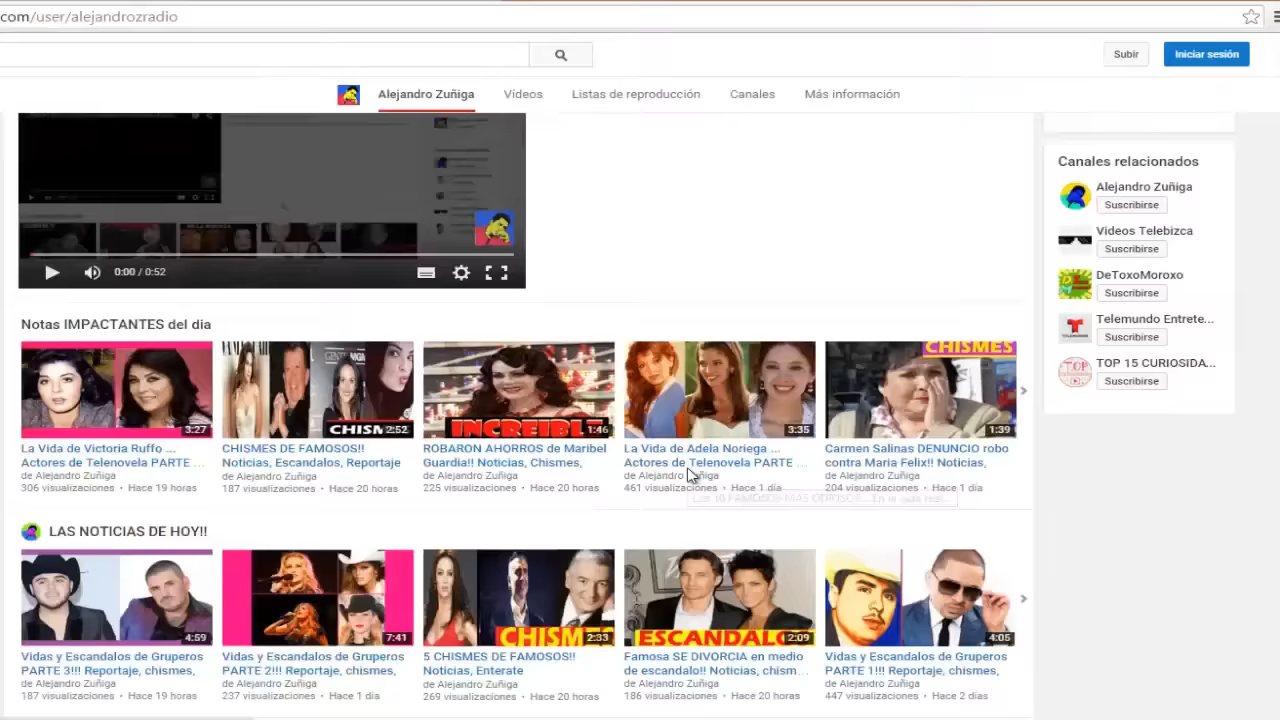 com/user/alejandrozradio
Subir
Iniciar sesión
Alejandro Zuñiga
Vídeos
Listas de reproducción
Canales
Más información
0:00 / 0:52
Canales relacionados
Alejandro Zuñiga
Suscribirse
Videos Telebizca
Suscribirse
DeToxoMoroxo
Suscribirse
Telemundo Entrete...
Suscribirse
TOP 15 CURIOSIDA...
Suscribirse
Notas IMPACTANTES del dia
3:27
CHISM 2:52
INCREIBL 1:46
3:35
CHISMES
1:39
La Vida de Victoria Ruffo ...
Actores de Telenovela PARTE ...
de Alejandro Zuñiga
306 visualizaciones • Hace 19 horas
CHISMES DE FAMOSOS!!
Noticias, Escandalos, Reportaje
de Alejandro Zuñiga
187 visualizaciones • Hace 20 horas
ROBARON AHORROS de Maribel
Guardia!! Noticias, Chismes,
de Alejandro Zuñiga
225 visualizaciones • Hace 20 horas
La Vida de Adela Noriega ...
Actores de Telenovela PARTE ...
de Alejandro Zuñiga
461 visualizaciones • Hace 1 día
Carmen Salinas DENUNCIO robo
contra Maria Felix!! Noticias,
de Alejandro Zuñiga
204 visualizaciones • Hace 1 día
LAS NOTICIAS DE HOY!!
4:59
7:41
CHISMES 2:33
ESCANDALO 2:09
4:05
Vidas y Escandalos de Gruperos
PARTE 3!!! Reportaje, chismes,
de Alejandro Zuñiga
187 visualizaciones • Hace 19 horas
Vidas y Escandalos de Gruperos
PARTE 2!!! Reportaje, chismes,
de Alejandro Zuñiga
237 visualizaciones • Hace 1 día
5 CHISMES DE FAMOSOS!!
Noticias, Enterate
de Alejandro Zuñiga
269 visualizaciones • Hace 20 horas
Famosa SE DIVORCIA en medio
de escandalo!! Noticias, chism...
de Alejandro Zuñiga
186 visualizaciones • Hace 20 horas
Vidas y Escandalos de Gruperos
PARTE 1!!! Reportaje, chismes,
de Alejandro Zuñiga
447 visualizaciones • Hace 2 días